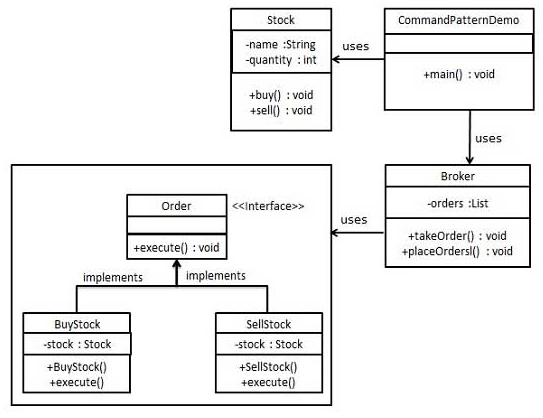 Stock
-name :String
-quantity : int
+buy() : void
+sell() : void
uses
CommandPatternDemo
+main() : void
uses
Broker
-orders :List
+takeOrder() : void
+placeOrdersl() : void
uses
Order
<<Interface>>
+execute() : void
implements
implements
BuyStock
-stock : Stock
+BuyStock()
+execute()
SellStock
-stock : Stock
+SellStock()
+execute()